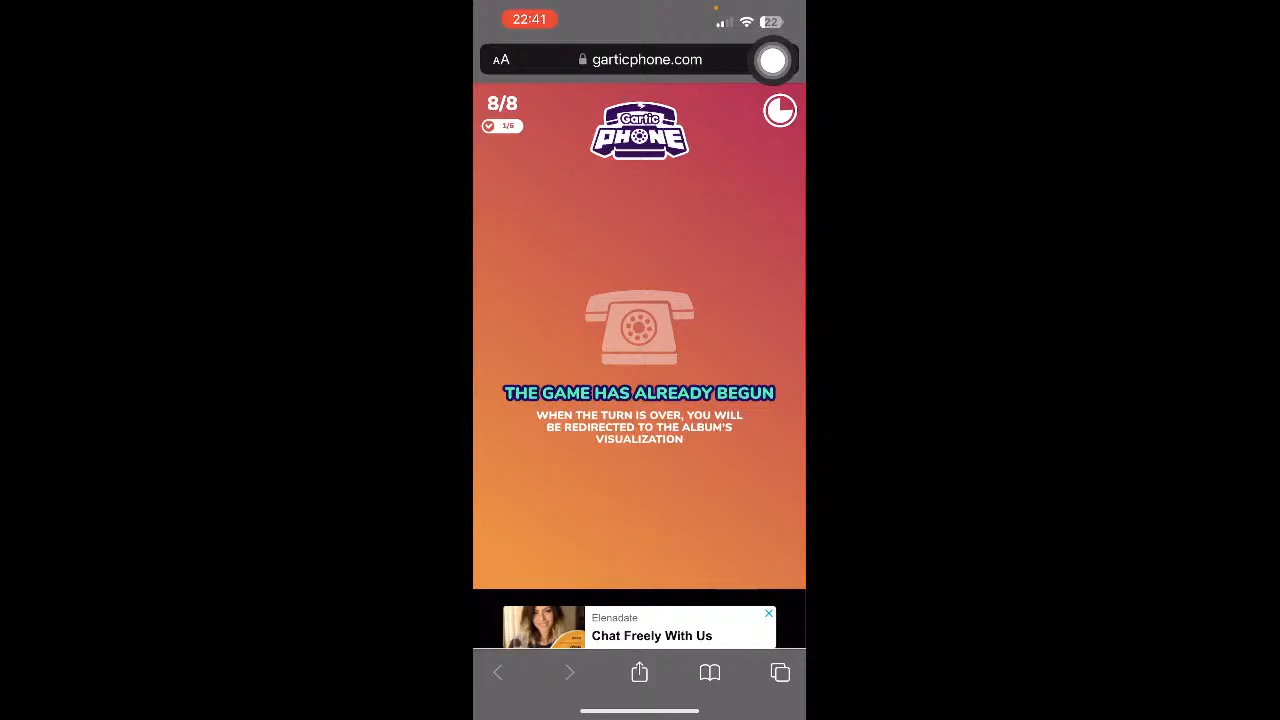 22:41
22
AA
garticphone.com
8/8
1/6
Gartic
PHONE
THE GAME HAS ALREADY BEGUN
WHEN THE TURN IS OVER, YOU WILL
BE REDIRECTED TO THE ALBUM'S
VISUALIZATION
Elenadate
Chat Freely With Us